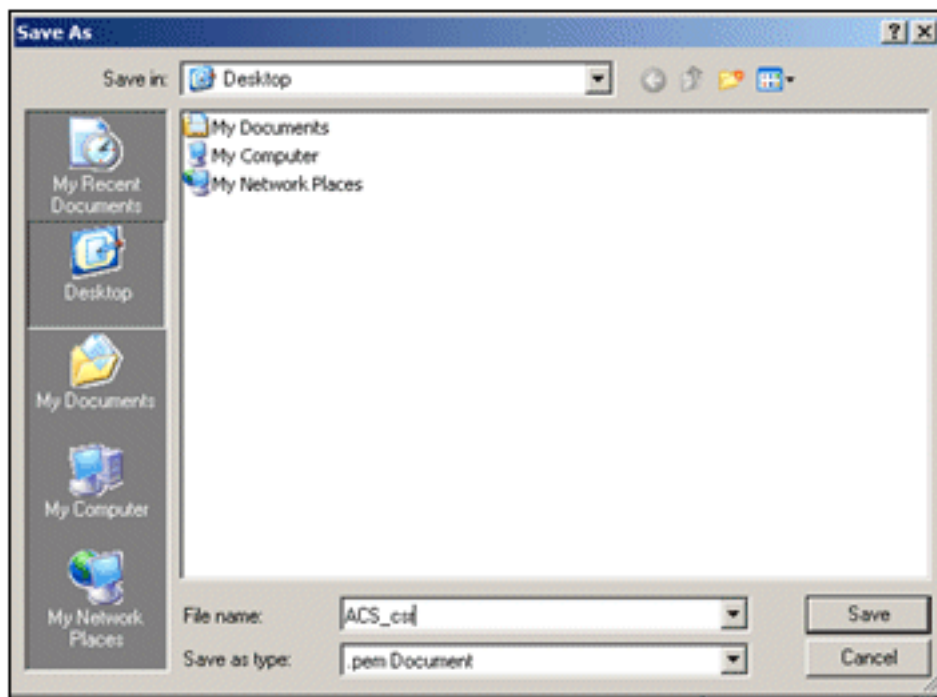 Save As
Save in:
Desktop
My Recent
Documents
Desktop
My Documents
My Computer
My Network
Places
My Documents
My Computer
My Network Places
File name:
ACS_csr
Save
Save as type:
.pem Document
Cancel